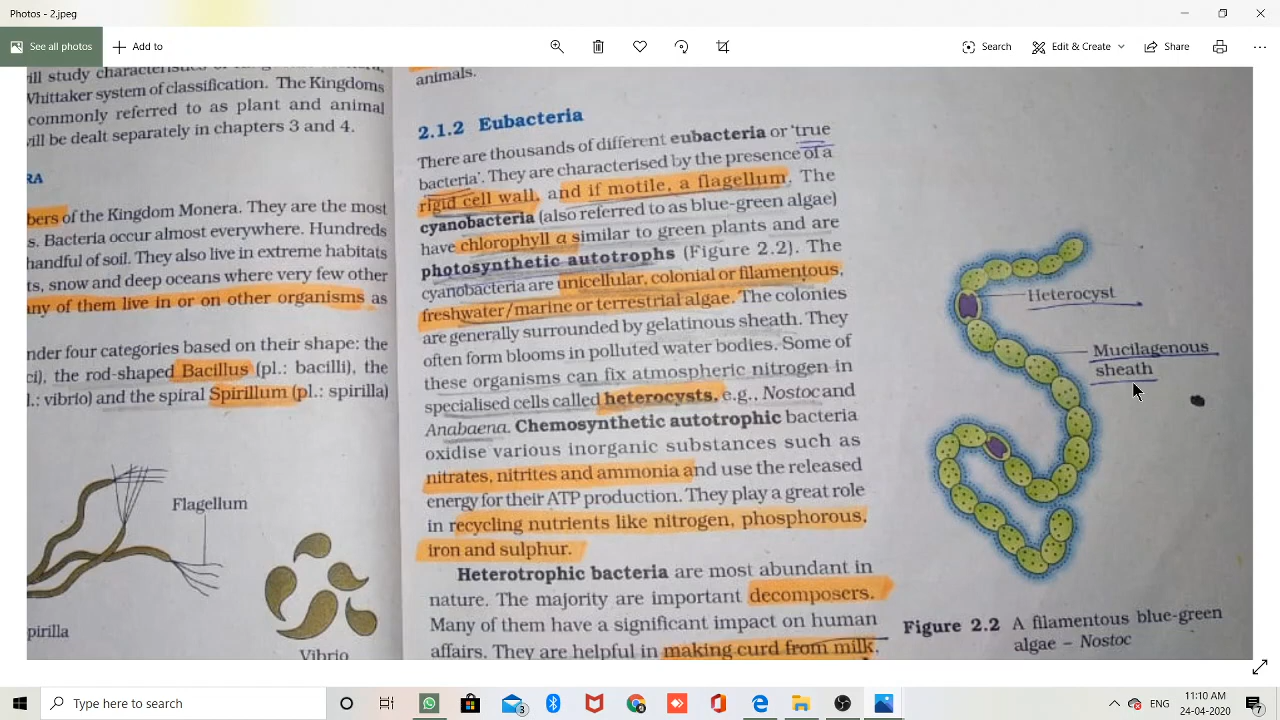 Photos - 2.jpeg
See all photos
Add to
Search
Edit & Create
Share
ill study characteristics of
Whittaker system of classification. The Kingdoms
commonly referred to as plant and animal
will be dealt separately in chapters 3 and 4.
RA
bers of the Kingdom Monera. They are the most
s. Bacteria occur almost everywhere. Hundreds
handful of soil. They also live in extreme habitats
ts, snow and deep oceans where very few other
any of them live in or on other organisms as
nder four categories based on their shape: the
ci), the rod-shaped Bacillus (pl.: bacilli), the
l.: vibrio) and the spiral Spirillum (pl.: spirilla)
Flagellum
pirilla
Vibrio
animals.
2.1.2 Eubacteria
There are thousands of different eubacteria or 'true
bacteria'. They are characterised by the presence of a
rigid cell wall, and if motile, a flagellum. The
cyanobacteria (also referred to as blue-green algae)
have chlorophyll a similar to green plants and are
photosynthetic autotrophs (Figure 2.2). The
cyanobacteria are unicellular, colonial or filamentous,
freshwater/marine or terrestrial algae. The colonies
are generally surrounded by gelatinous sheath. They
often form blooms in polluted water bodies. Some of
these organisms can fix atmospheric nitrogen in
specialised cells called heterocysts, e.g., Nostoc and
Anabaena. Chemosynthetic autotrophic bacteria
oxidise various inorganic substances such as
nitrates, nitrites and ammonia and use the released
energy for their ATP production. They play a great role
in recycling nutrients like nitrogen, phosphorous,
iron and sulphur.
Heterotrophic bacteria are most abundant in
nature. The majority are important decomposers.
Many of them have a significant impact on human
affairs. They are helpful in making curd from milk,
Heterocyst
Mucilagenous
sheath
Figure 2.2 A filamentous blue-green
algae – Nostoc
Type here to search
3
ENG
11:10 AM
24-04-2020
7